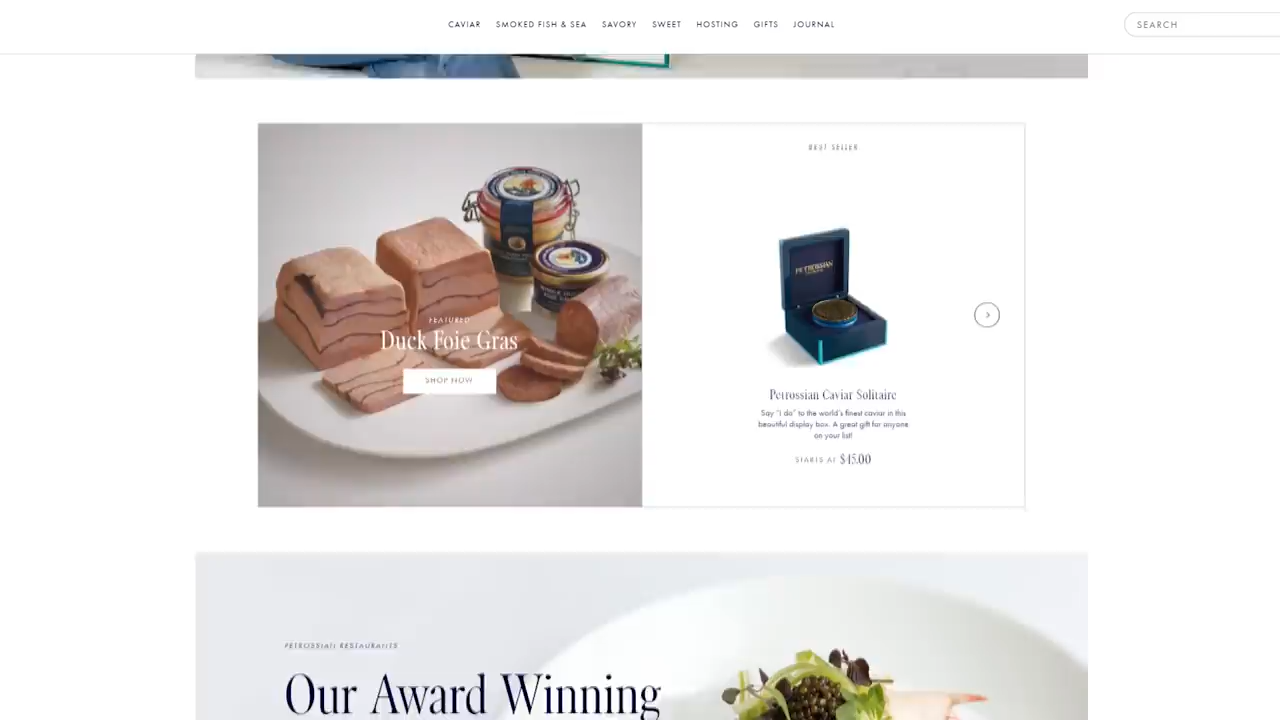 CAVIAR SMOKED FISH & SEA SAVORY SWEET HOSTING GIFTS JOURNAL
SEARCH
BEST SELLER
PETROSSIAN
FEATURED
Duck Foie Gras
SHOP NOW
Petrossian Caviar Solitaire
Say "I do" to the world's finest caviar in this
beautiful display box. A great gift for anyone
on your list!
STARTS AT $45.00
PETROSSIAN RESTAURANTS
Our Award Winning